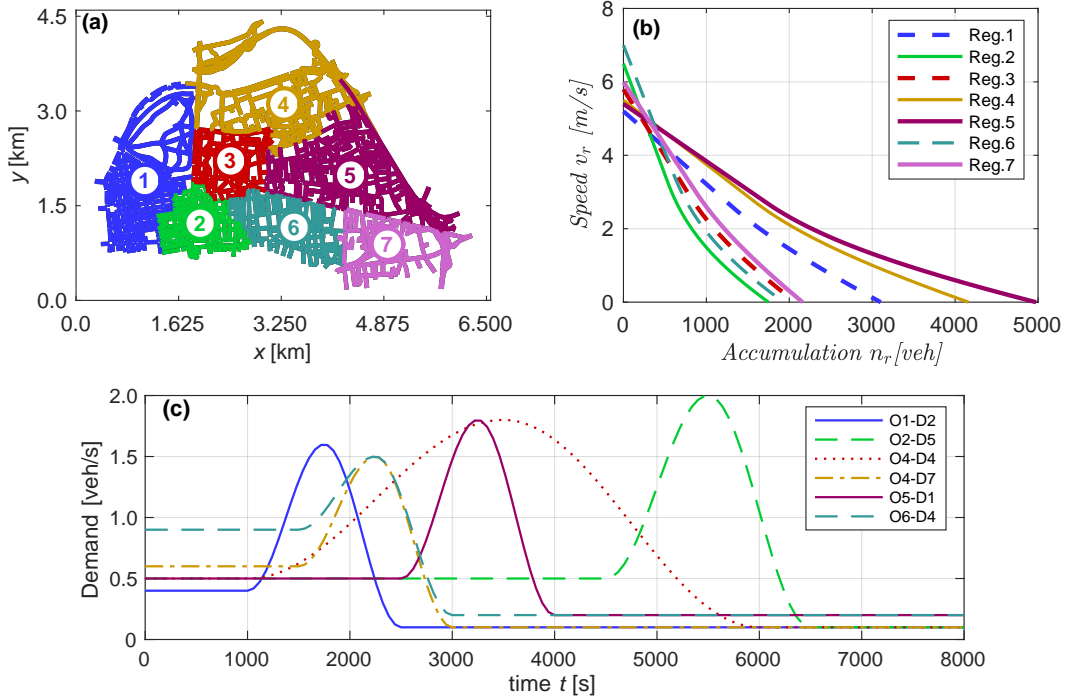 (a)
4.5
3.0
1.5
0.0
y [km]
0.0 1.625 3.250 4.875 6.500
x [km]
1
2
3
4
5
6
7
(b)
8
6
4
2
0
Speed v_r [m/s]
0 1000 2000 3000 4000 5000
Accumulation n_r[veh]
Reg.1
Reg.2
Reg.3
Reg.4
Reg.5
Reg.6
Reg.7
(c)
2.0
1.5
1.0
0.5
0
Demand [veh/s]
0 1000 2000 3000 4000 5000 6000 7000 8000
time t [s]
O1-D2
O2-D5
O4-D4
O4-D7
O5-D1
O6-D4